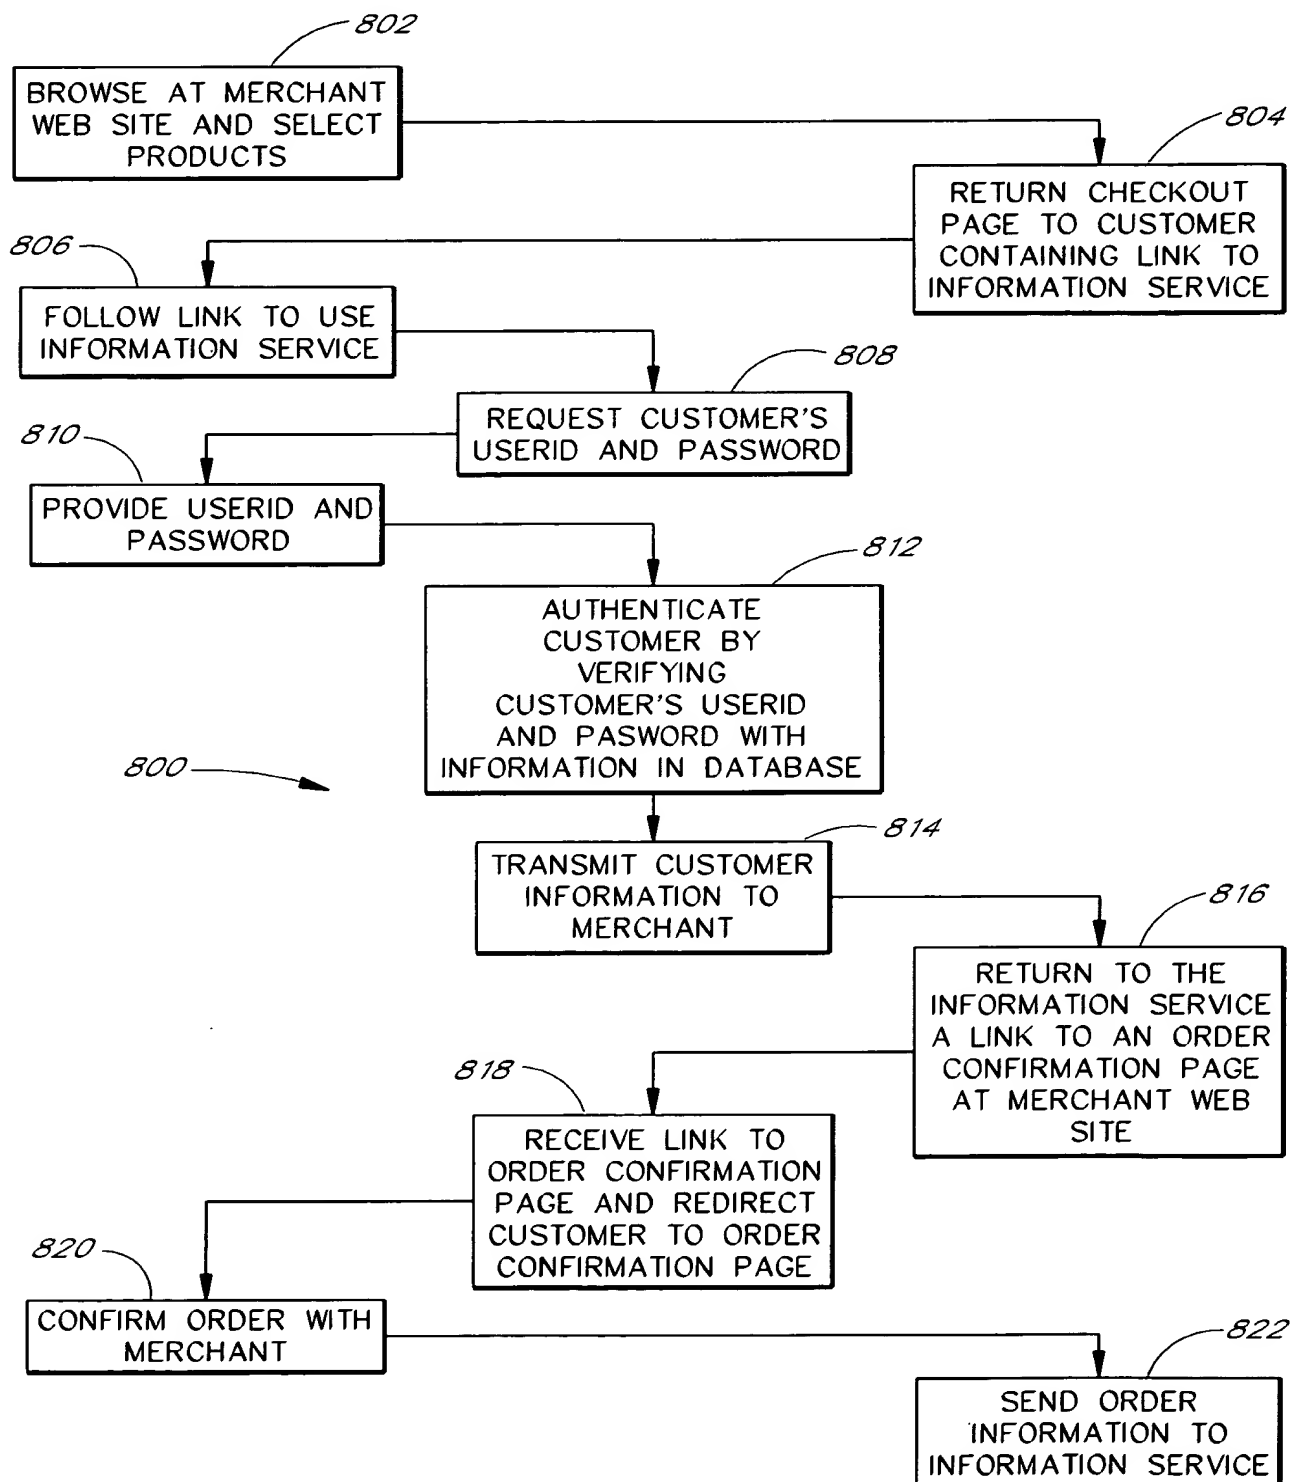 802
BROWSE AT MERCHANT
WEB SITE AND SELECT
PRODUCTS
804
RETURN CHECKOUT
PAGE TO CUSTOMER
CONTAINING LINK TO
INFORMATION SERVICE
806
FOLLOW LINK TO USE
INFORMATION SERVICE
808
REQUEST CUSTOMER'S
USERID AND PASSWORD
810
PROVIDE USERID AND
PASSWORD
812
AUTHENTICATE
CUSTOMER BY
VERIFYING
CUSTOMER'S USERID
AND PASWORD WITH
INFORMATION IN DATABASE
800
814
TRANSMIT CUSTOMER
INFORMATION TO
MERCHANT
816
RETURN TO THE
INFORMATION SERVICE
A LINK TO AN ORDER
CONFIRMATION PAGE
AT MERCHANT WEB
SITE
818
RECEIVE LINK TO
ORDER CONFIRMATION
PAGE AND REDIRECT
CUSTOMER TO ORDER
CONFIRMATION PAGE
820
CONFIRM ORDER WITH
MERCHANT
822
SEND ORDER
INFORMATION TO
INFORMATION SERVICE